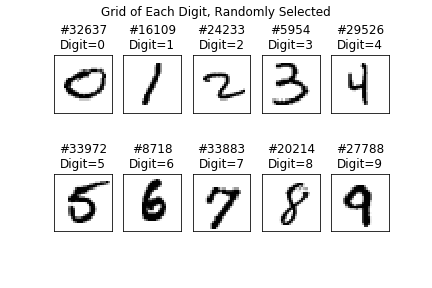 Grid of Each Digit, Randomly Selected
#32637 #16109 #24233 #5954 #29526
Digit=0 Digit=1 Digit=2 Digit=3 Digit=4
0 1 2 3 4
#33972 #8718 #33883 #20214 #27788
Digit=5 Digit=6 Digit=7 Digit=8 Digit=9
5 6 7 8 9